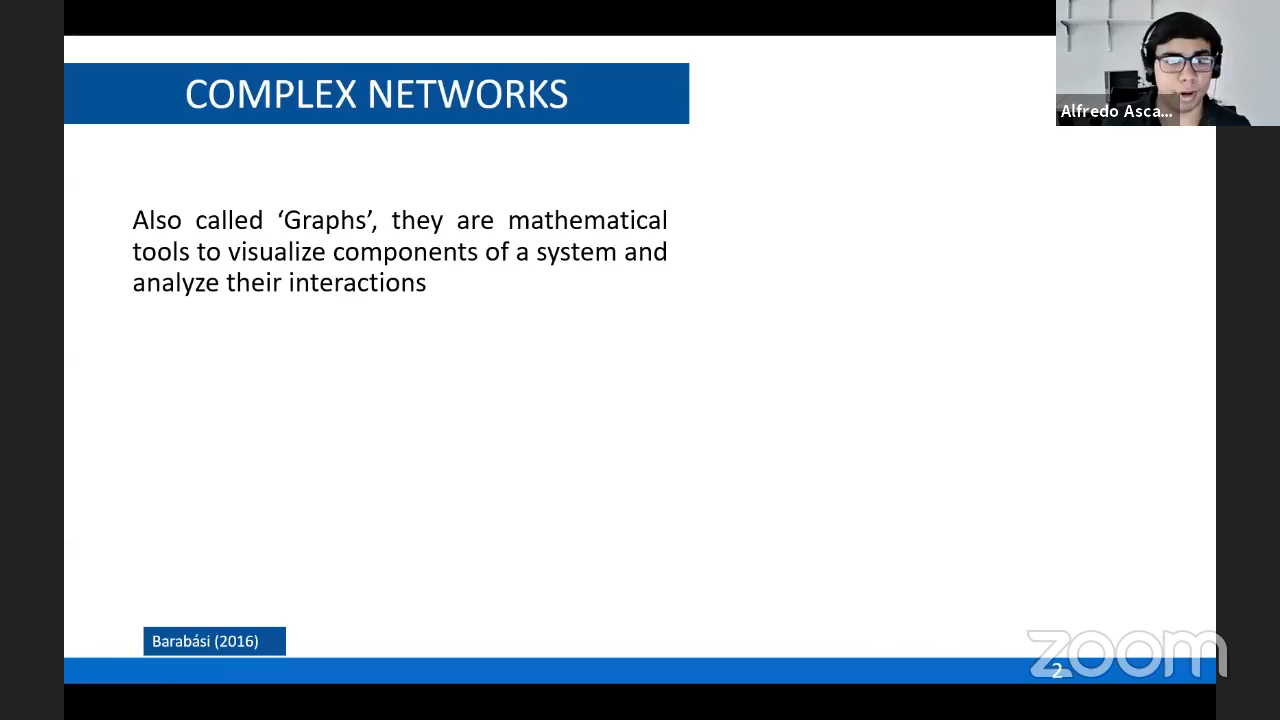 COMPLEX NETWORKS
Alfredo Asca...
Also called ‘Graphs’, they are mathematical
tools to visualize components of a system and
analyze their interactions
Barabási (2016)
zoom
2